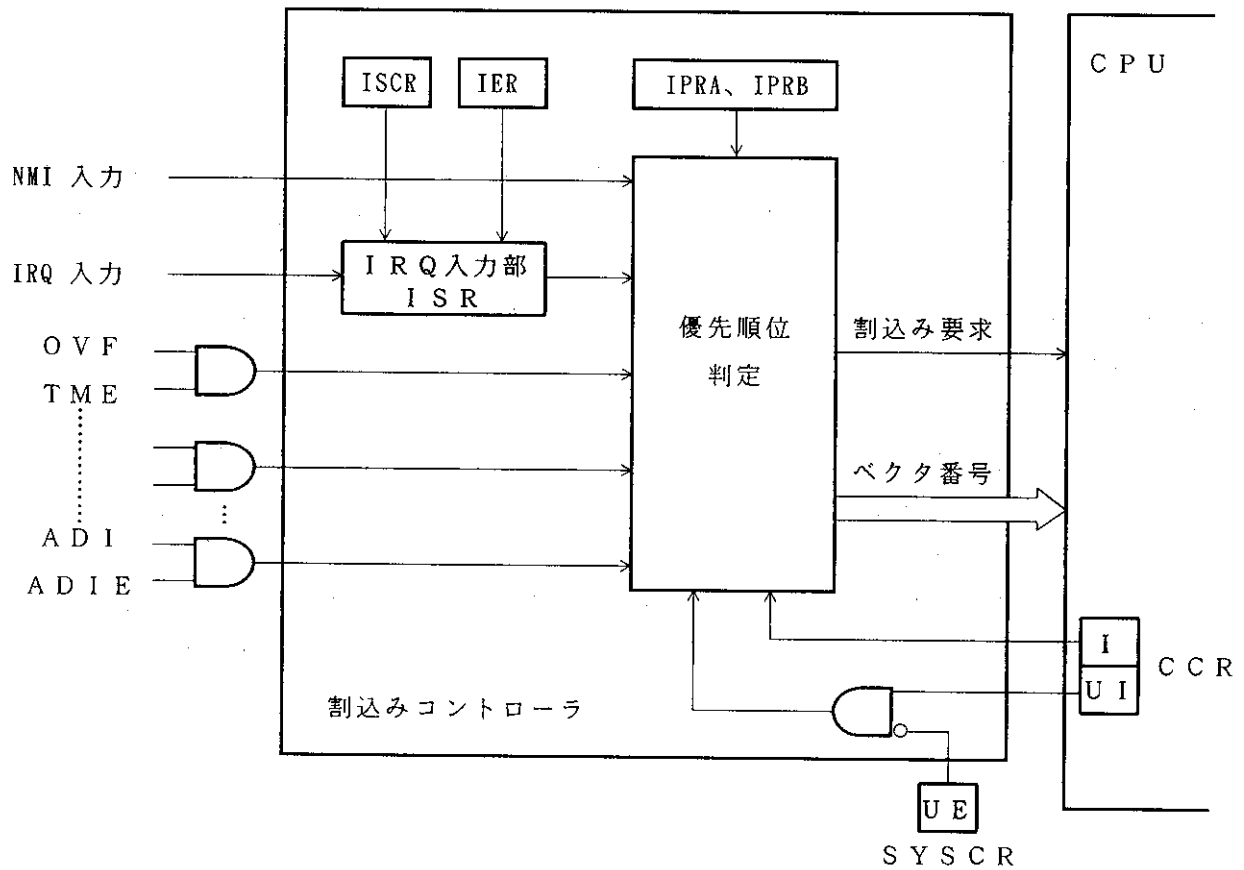 CPU
ISCR
IER
IPRA、IPRB
NMI 入力
IRQ 入力
IRQ入力部
ISR
優先順位
判定
割込み要求
OVF
TME
ベクタ番号
ADI
ADIE
I
UI
CCR
割込みコントローラ
UE
SYSCR